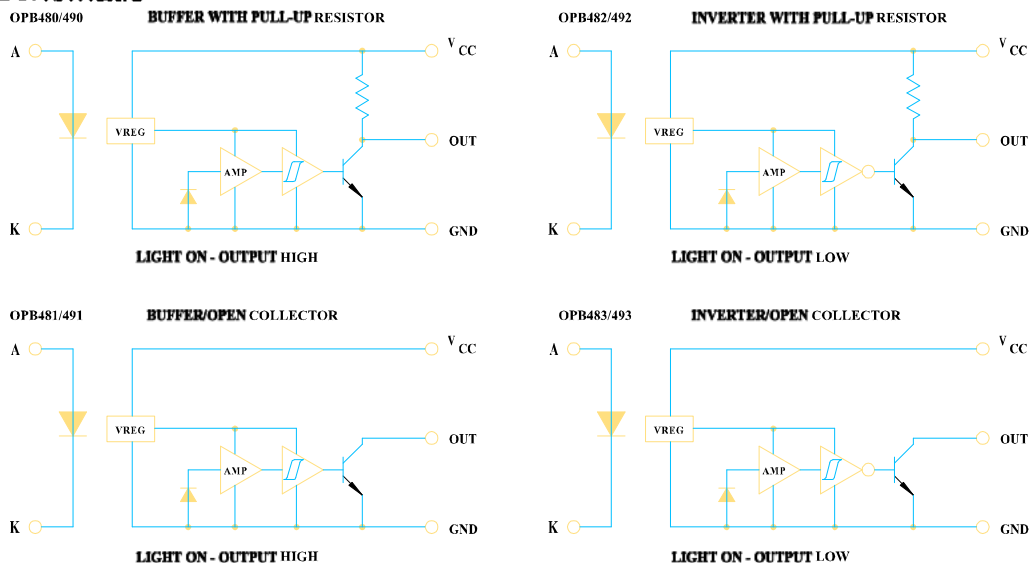 OPB480/490 BUFFER WITH PULL-UP RESISTOR
A
V CC
VREG
AMP
OUT
K
GND
LIGHT ON - OUTPUT HIGH
OPB482/492 INVERTER WITH PULL-UP RESISTOR
A
V CC
VREG
AMP
OUT
K
GND
LIGHT ON - OUTPUT LOW
OPB481/491 BUFFER/OPEN COLLECTOR
A
V CC
VREG
AMP
OUT
K
GND
LIGHT ON - OUTPUT HIGH
OPB483/493 INVERTER/OPEN COLLECTOR
A
V CC
VREG
AMP
OUT
K
GND
LIGHT ON - OUTPUT LOW